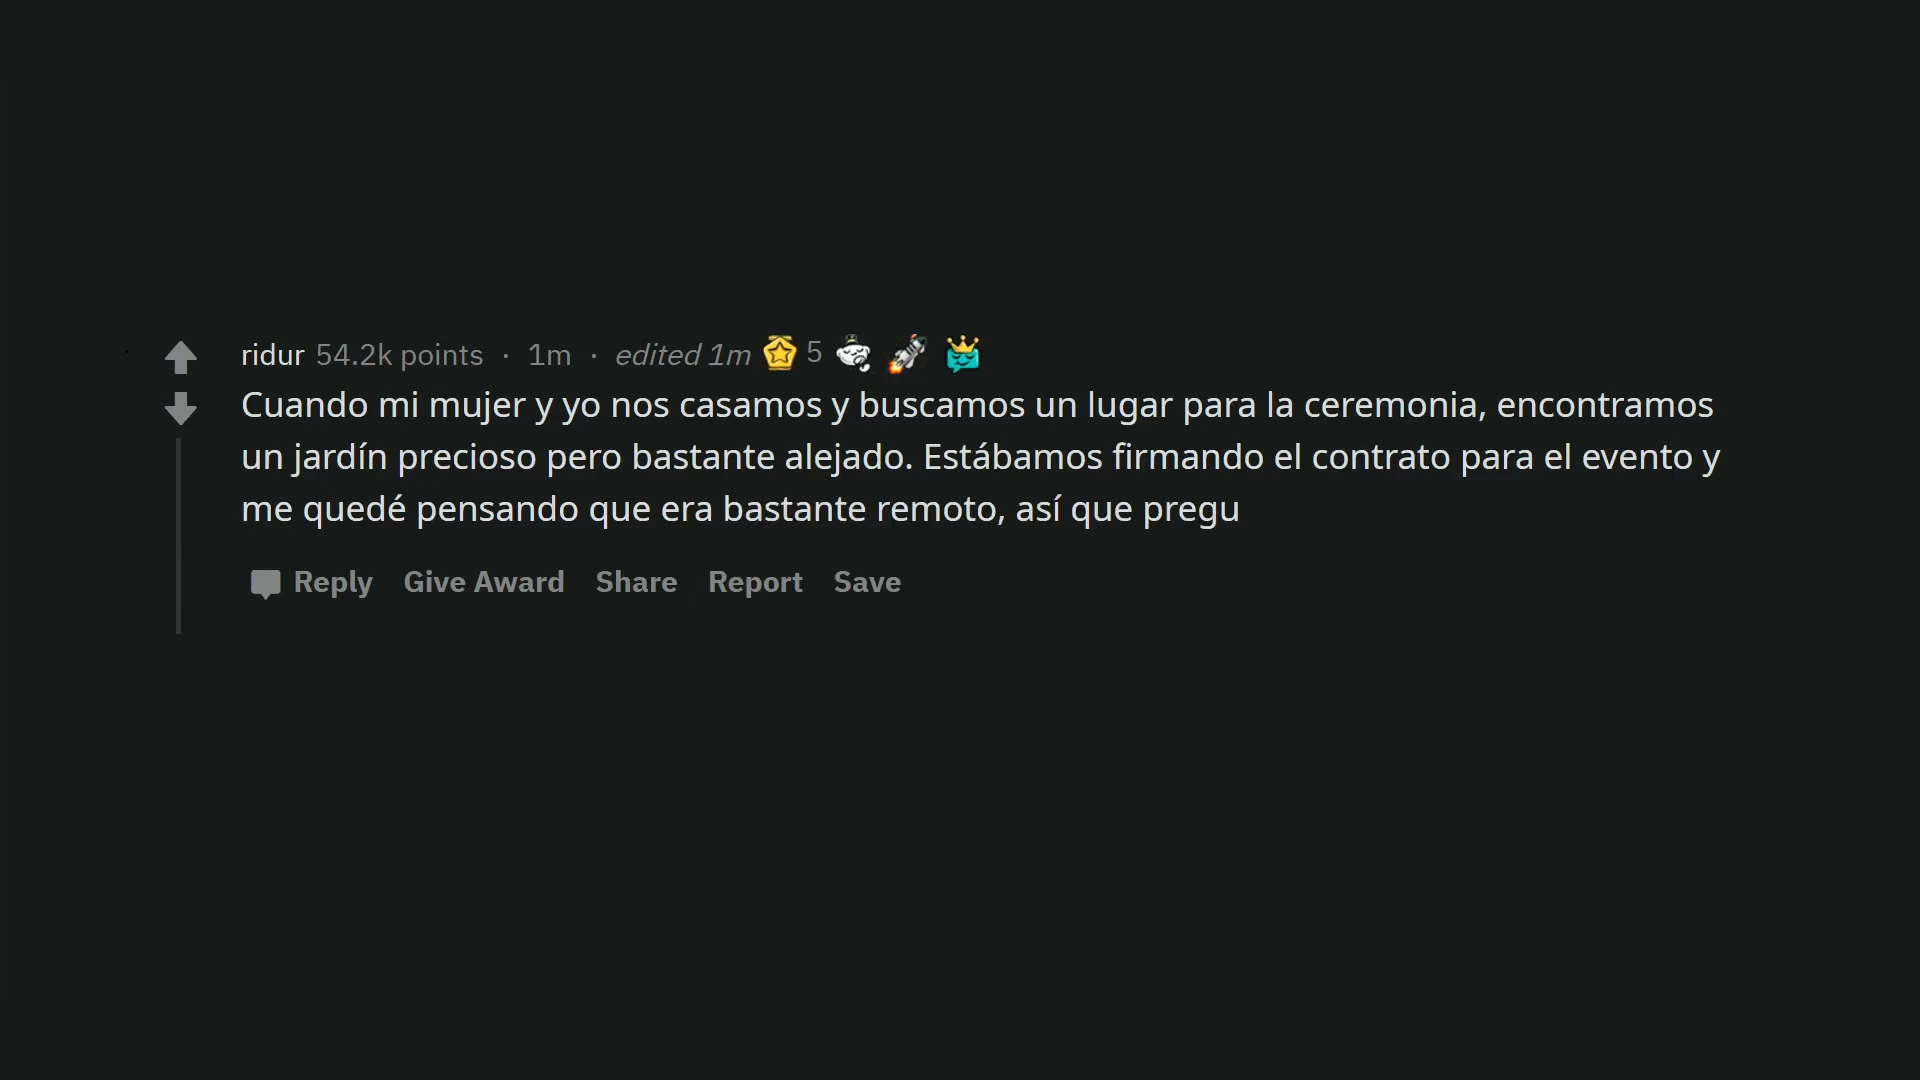 ridur 54.2k points · 1m · edited 1m 5
Cuando mi mujer y yo nos casamos y buscamos un lugar para la ceremonia, encontramos
un jardín precioso pero bastante alejado. Estábamos firmando el contrato para el evento y
me quedé pensando que era bastante remoto, así que pregu
Reply Give Award Share Report Save